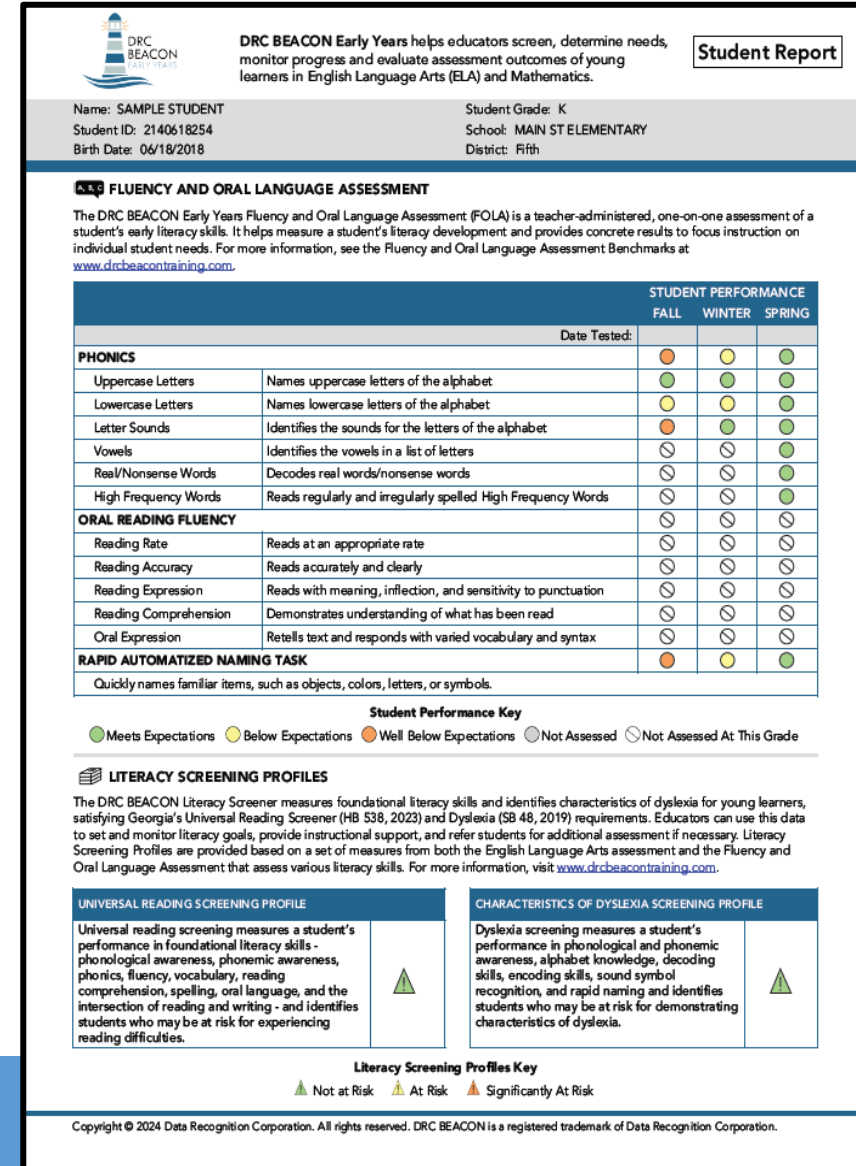 DRC
BEACON
EARLY YEARS
DRC BEACON Early Years helps educators screen, determine needs,
monitor progress and evaluate assessment outcomes of young
learners in English Language Arts (ELA) and Mathematics.
Student Report
Name: SAMPLE STUDENT
Student Grade: K
Student ID: 2140618254
School: MAIN ST ELEMENTARY
Birth Date: 06/18/2018
District: Fifth
A, B, C FLUENCY AND ORAL LANGUAGE ASSESSMENT
The DRC BEACON Early Years Fluency and Oral Language Assessment (FOLA) is a teacher-administered, one-on-one assessment of a
student's early literacy skills. It helps measure a student's literacy development and provides concrete results to focus instruction on
individual student needs. For more information, see the Fluency and Oral Language Assessment Benchmarks at
www.drcbeacontraining.com.
STUDENT PERFORMANCE
FALL WINTER SPRING
Date Tested:
PHONICS
Uppercase Letters Names uppercase letters of the alphabet
Lowercase Letters Names lowercase letters of the alphabet
Letter Sounds Identifies the sounds for the letters of the alphabet
Vowels Identifies the vowels in a list of letters
Real/Nonsense Words Decodes real words/nonsense words
High Frequency Words Reads regularly and irregularly spelled High Frequency Words
ORAL READING FLUENCY
Reading Rate Reads at an appropriate rate
Reading Accuracy Reads accurately and clearly
Reading Expression Reads with meaning, inflection, and sensitivity to punctuation
Reading Comprehension Demonstrates understanding of what has been read
Oral Expression Retells text and responds with varied vocabulary and syntax
RAPID AUTOMATIZED NAMING TASK
Quickly names familiar items, such as objects, colors, letters, or symbols.
Student Performance Key
Meets Expectations Below Expectations Well Below Expectations Not Assessed Not Assessed At This Grade
LITERACY SCREENING PROFILES
The DRC BEACON Literacy Screener measures foundational literacy skills and identifies characteristics of dyslexia for young learners,
satisfying Georgia's Universal Reading Screener (HB 538, 2023) and Dyslexia (SB 48, 2019) requirements. Educators can use this data
to set and monitor literacy goals, provide instructional support, and refer students for additional assessment if necessary. Literacy
Screening Profiles are provided based on a set of measures from both the English Language Arts assessment and the Fluency and
Oral Language Assessment that assess various literacy skills. For more information, visit www.drcbeacontraining.com.
UNIVERSAL READING SCREENING PROFILE
Universal reading screening measures a student's
performance in foundational literacy skills -
phonological awareness, phonemic awareness,
phonics, fluency, vocabulary, reading
comprehension, spelling, oral language, and the
intersection of reading and writing - and identifies
students who may be at risk for experiencing
reading difficulties.
CHARACTERISTICS OF DYSLEXIA SCREENING PROFILE
Dyslexia screening measures a student's
performance in phonological and phonemic
awareness, alphabet knowledge, decoding
skills, encoding skills, sound symbol
recognition, and rapid naming and identifies
students who may be at risk for demonstrating
characteristics of dyslexia.
Literacy Screening Profiles Key
Not at Risk At Risk Significantly At Risk
Copyright © 2024 Data Recognition Corporation. All rights reserved. DRC BEACON is a registered trademark of Data Recognition Corporation.